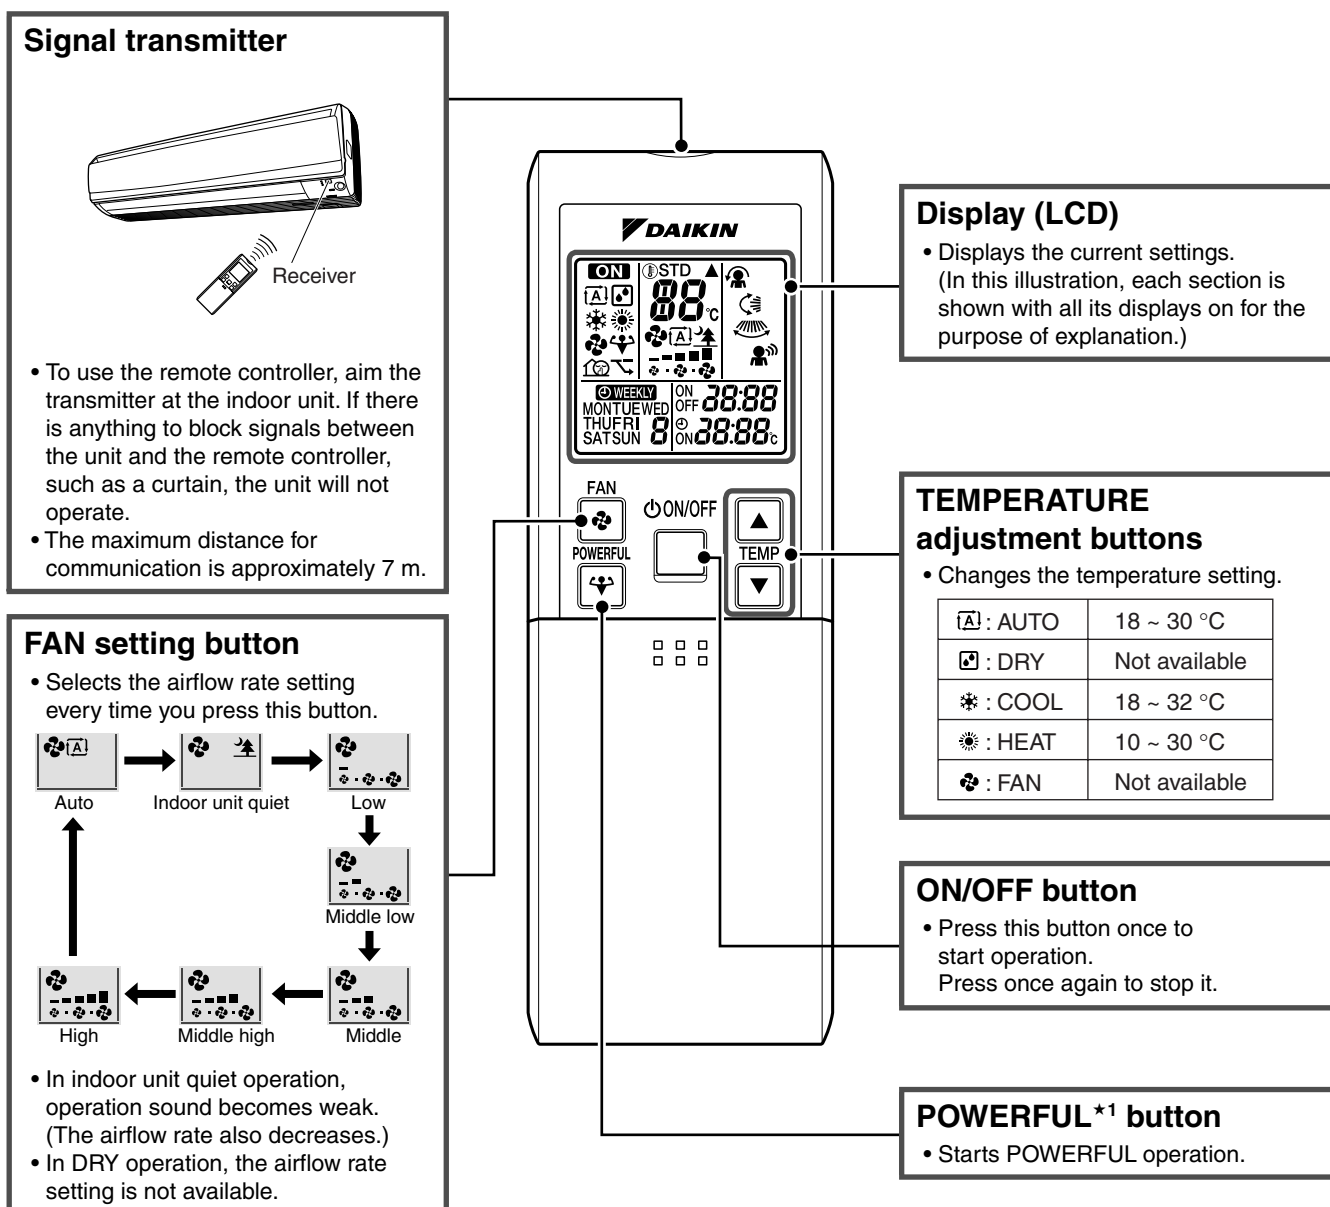 Signal transmitter
Receiver
• To use the remote controller, aim the
transmitter at the indoor unit. If there
is anything to block signals between
the unit and the remote controller,
such as a curtain, the unit will not
operate.
• The maximum distance for
communication is approximately 7 m.
FAN setting button
• Selects the airflow rate setting
every time you press this button.
A
Auto
Indoor unit quiet
Low
Middle low
High
Middle high
Middle
• In indoor unit quiet operation,
operation sound becomes weak.
(The airflow rate also decreases.)
• In DRY operation, the airflow rate
setting is not available.
DAIKIN
ON
STD ▲
A
88 °C
A
WEEKLY
MON TUE WED
THU FRI
SAT SUN 8
ON
OFF 28:88
ON 28:88 °C
FAN
ON/OFF
POWERFUL
▲
TEMP
▼
Display (LCD)
• Displays the current settings.
(In this illustration, each section is
shown with all its displays on for the
purpose of explanation.)
TEMPERATURE
adjustment buttons
• Changes the temperature setting.
A : AUTO 18 ~ 30 °C
: DRY Not available
: COOL 18 ~ 32 °C
: HEAT 10 ~ 30 °C
: FAN Not available
ON/OFF button
• Press this button once to
start operation.
Press once again to stop it.
POWERFUL★1 button
• Starts POWERFUL operation.